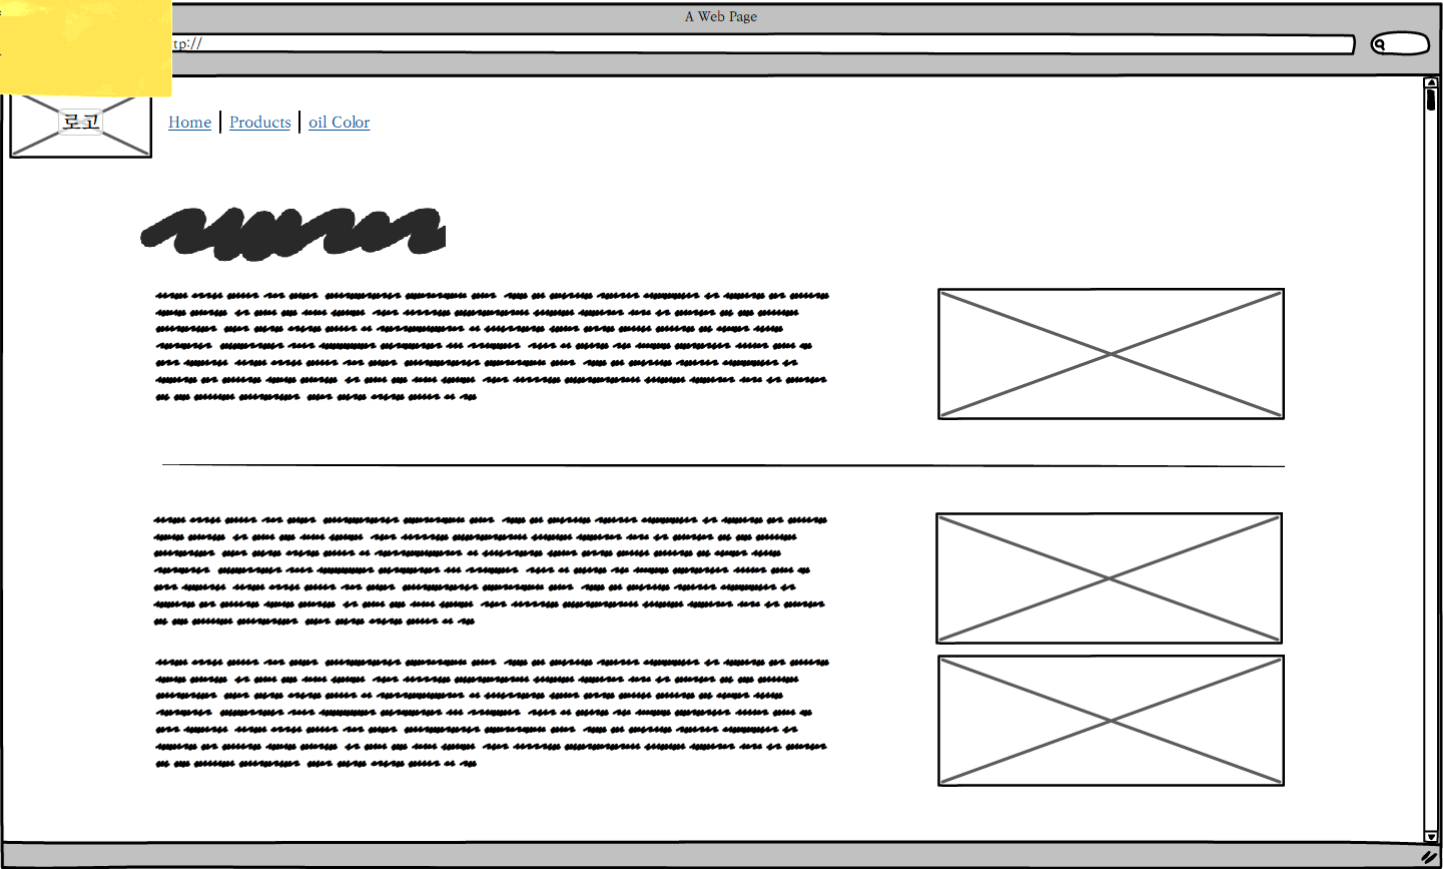 A Web Page
tp://
로고
Home | Products | oil Color